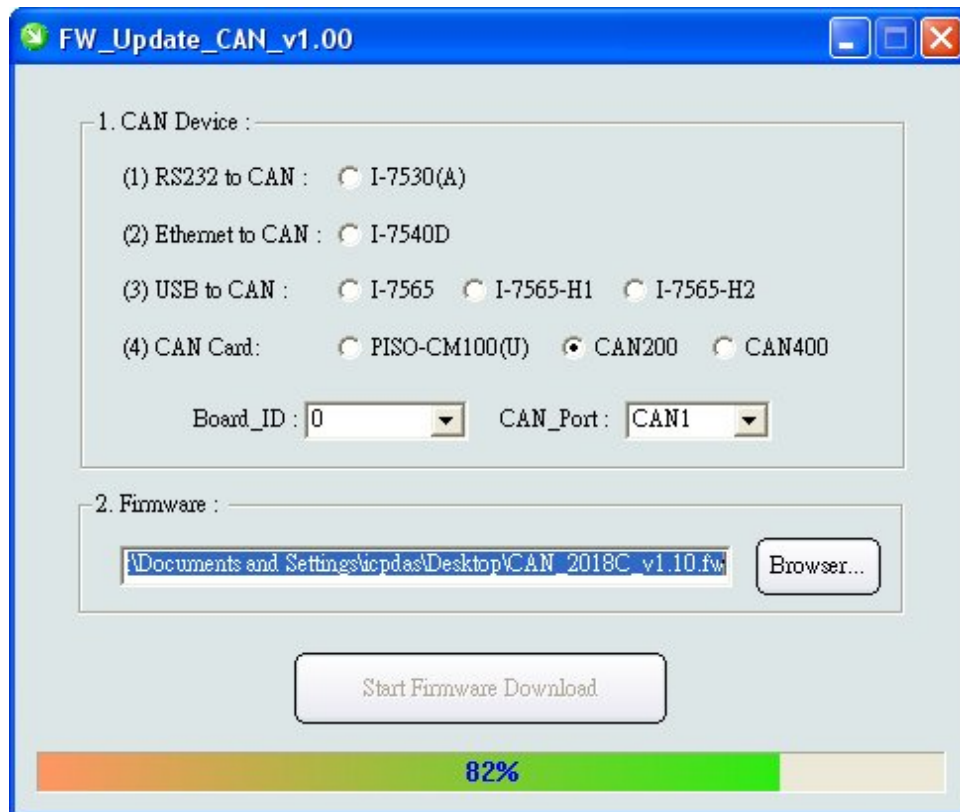 FW_Update_CAN_v1.00
1. CAN Device :
(1) RS232 to CAN : I-7530(A)
(2) Ethernet to CAN : I-7540D
(3) USB to CAN : I-7565 I-7565-H1 I-7565-H2
(4) CAN Card: PISO-CM100(U) CAN200 CAN400
Board_ID : 0 CAN_Port : CAN1
2. Firmware :
:\Documents and Settings\icpdas\Desktop\CAN_2018C_v1.10.fw Browser...
Start Firmware Download
82%